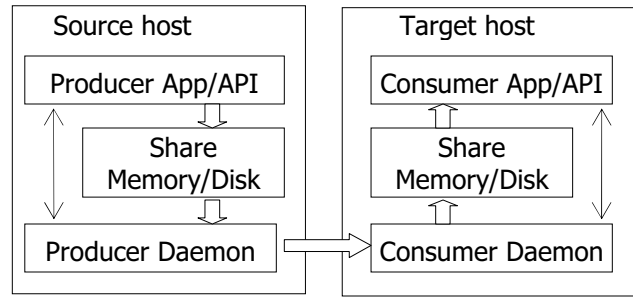 Source host
Producer App/API
Share
Memory/Disk
Producer Daemon
Target host
Consumer App/API
Share
Memory/Disk
Consumer Daemon